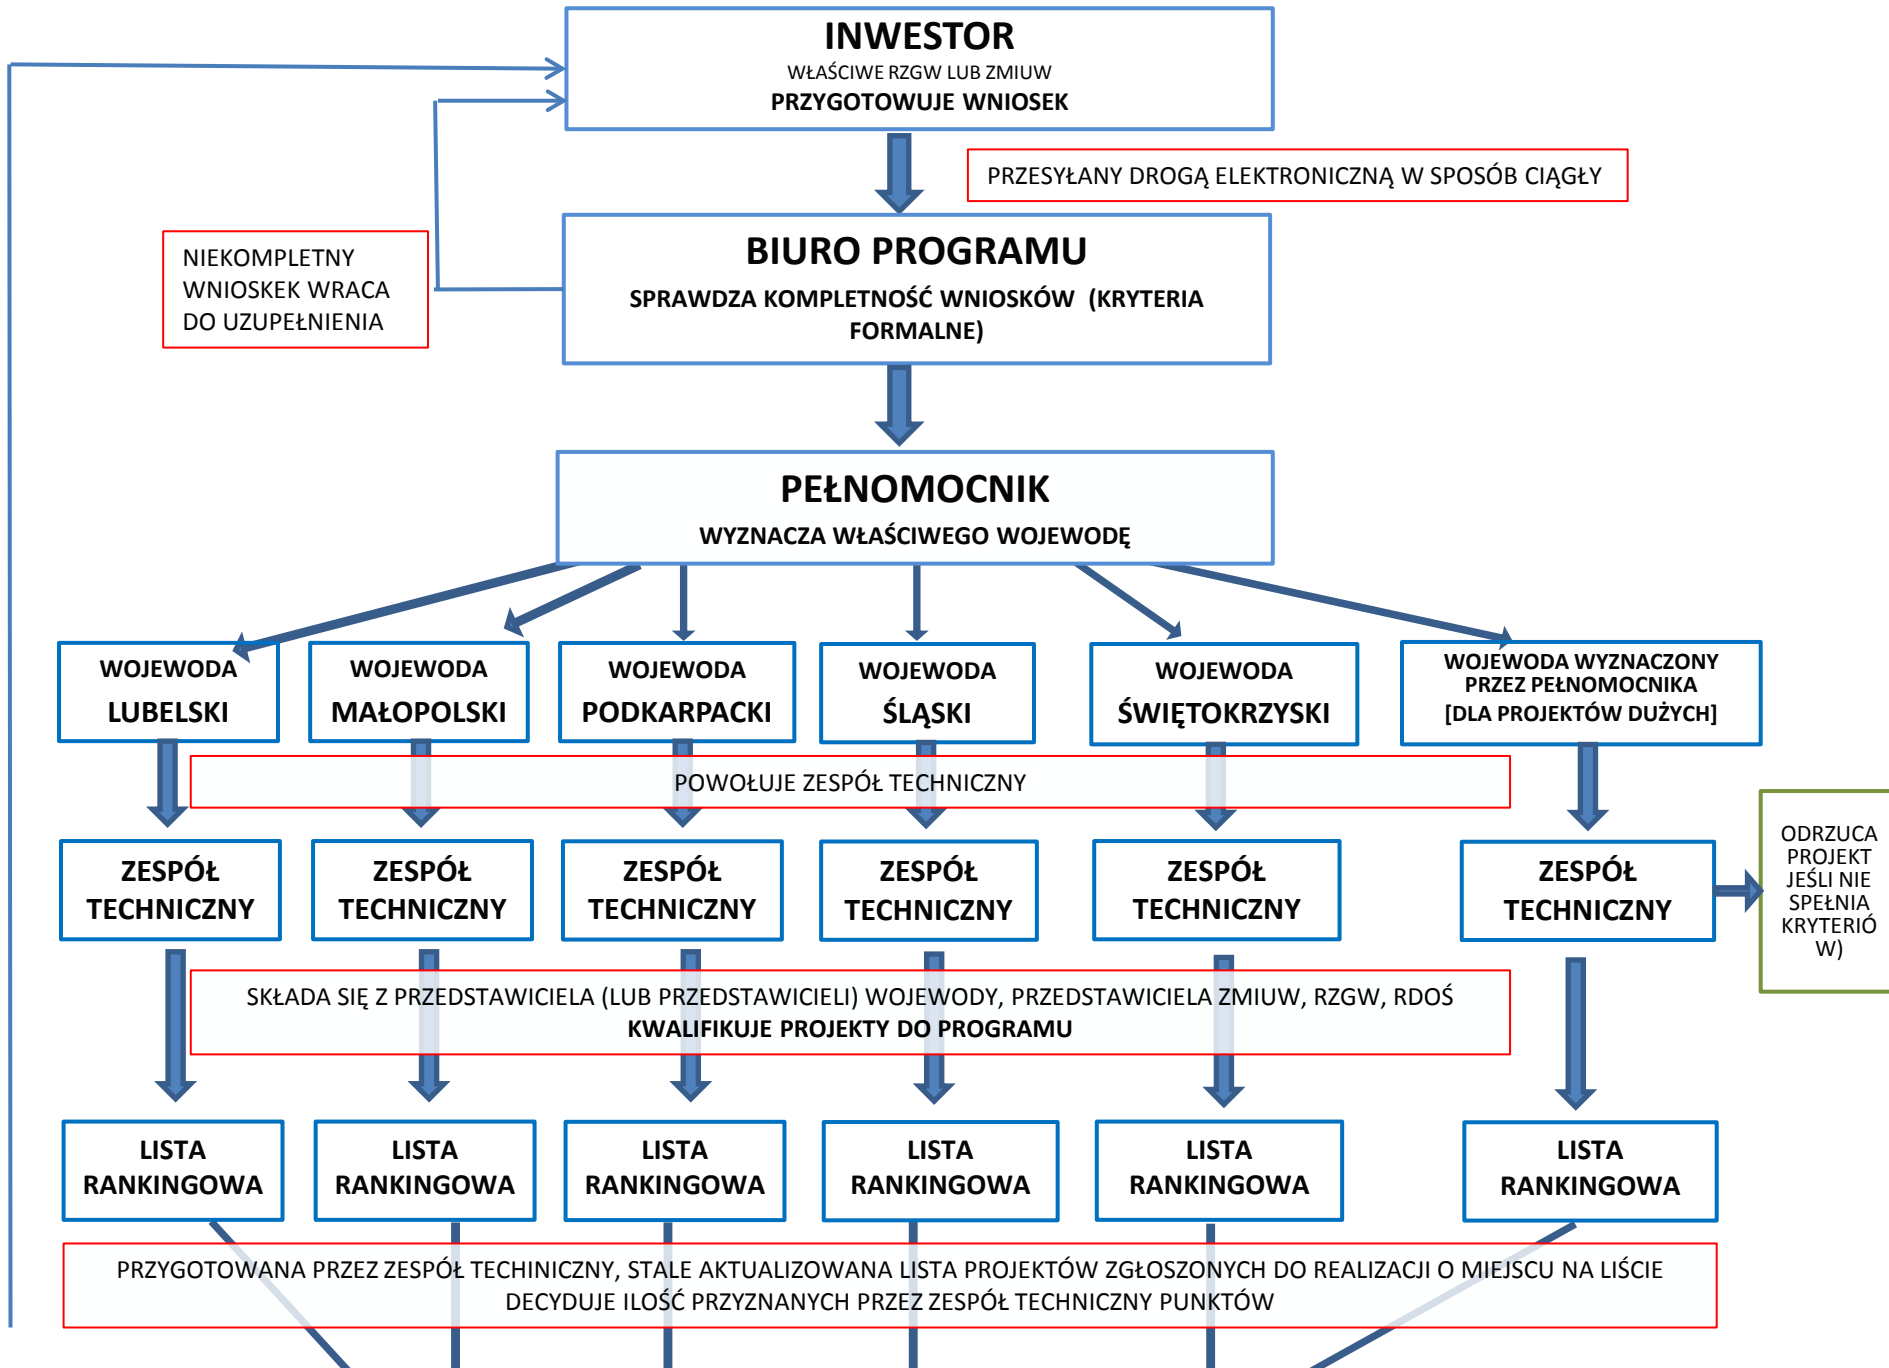 INWESTOR
WŁAŚCIWE RZGW LUB ZMIUW
PRZYGOTOWUJE WNIOSEK
PRZESYŁANY DROGĄ ELEKTRONICZNĄ W SPOSÓB CIĄGŁY
BIURO PROGRAMU
SPRAWDZA KOMPLETNOŚĆ WNIOSKÓW (KRYTERIA
FORMALNE)
NIEKOMPLETNY
WNIOSKEK WRACA
DO UZUPEŁNIENIA
PEŁNOMOCNIK
WYZNACZA WŁAŚCIWEGO WOJEWODĘ
WOJEWODA
LUBELSKI
WOJEWODA
MAŁOPOLSKI
WOJEWODA
PODKARPACKI
WOJEWODA
ŚLĄSKI
WOJEWODA
ŚWIĘTOKRZYSKI
WOJEWODA WYZNACZONY
PRZEZ PEŁNOMOCNIKA
[DLA PROJEKTÓW DUŻYCH]
POWOŁUJE ZESPÓŁ TECHNICZNY
ZESPÓŁ
TECHNICZNY
ZESPÓŁ
TECHNICZNY
ZESPÓŁ
TECHNICZNY
ZESPÓŁ
TECHNICZNY
ZESPÓŁ
TECHNICZNY
ZESPÓŁ
TECHNICZNY
ODRZUCA
PROJEKT
JEŚLI NIE
SPEŁNIA
KRYTERIÓ
W)
SKŁADA SIĘ Z PRZEDSTAWICIELA (LUB PRZEDSTAWICIELI) WOJEWODY, PRZEDSTAWICIELA ZMIUW, RZGW, RDOŚ
KWALIFIKUJE PROJEKTY DO PROGRAMU
LISTA
RANKINGOWA
LISTA
RANKINGOWA
LISTA
RANKINGOWA
LISTA
RANKINGOWA
LISTA
RANKINGOWA
LISTA
RANKINGOWA
PRZYGOTOWANA PRZEZ ZESPÓŁ TECHINICZNY, STALE AKTUALIZOWANA LISTA PROJEKTÓW ZGŁOSZONYCH DO REALIZACJI O MIEJSCU NA LIŚCIE
DECYDUJE ILOŚĆ PRZYZNANYCH PRZEZ ZESPÓŁ TECHNICZNY PUNKTÓW